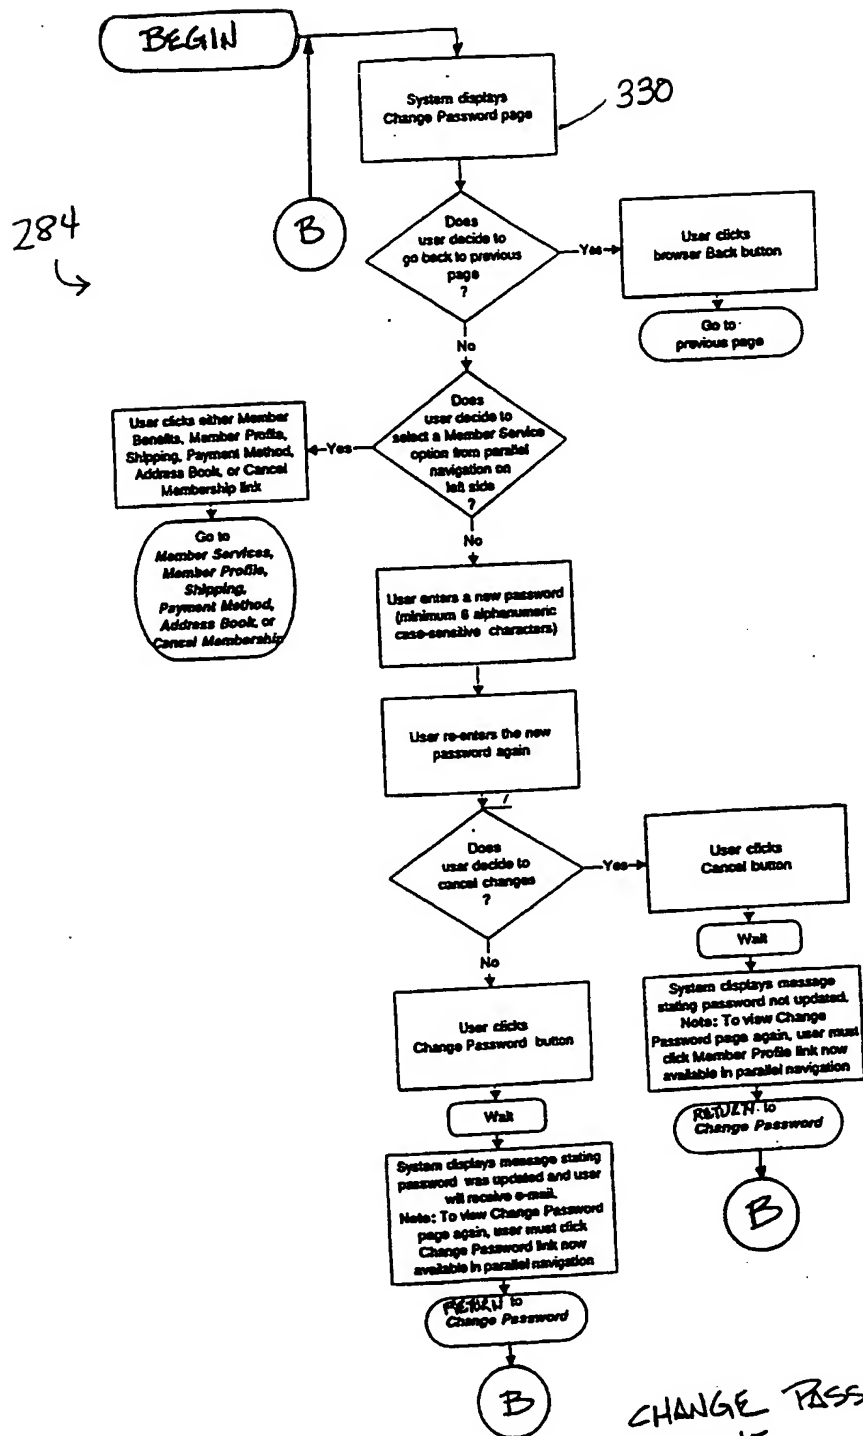 BEGIN
System displays
Change Password page
330
B
284
Does
user decide to
go back to previous
page
?
Yes
User clicks
browser Back button
Go to
previous page
No
Does
user decide to
select a Member Service
option from parallel
navigation on
left side
?
Yes
User clicks either Member
Benefits, Member Profile,
Shipping, Payment Method,
Address Book, or Cancel
Membership link
Go to
Member Services,
Member Profile,
Shipping,
Payment Method,
Address Book, or
Cancel Membership
No
User enters a new password
(minimum 6 alphanumeric
case-sensitive characters)
User re-enters the new
password again
Does
user decide to
cancel changes
?
Yes
User clicks
Cancel button
Wait
System displays message
stating password not updated.
Note: To view Change
Password page again, user must
click Member Profile link now
available in parallel navigation
RETURN to
Change Password
B
No
User clicks
Change Password button
Wait
System displays message stating
password was updated and user
will receive e-mail.
Note: To view Change Password
page again, user must click
Change Password link now
available in parallel navigation
RETURN to
Change Password
B
CHANGE PASS